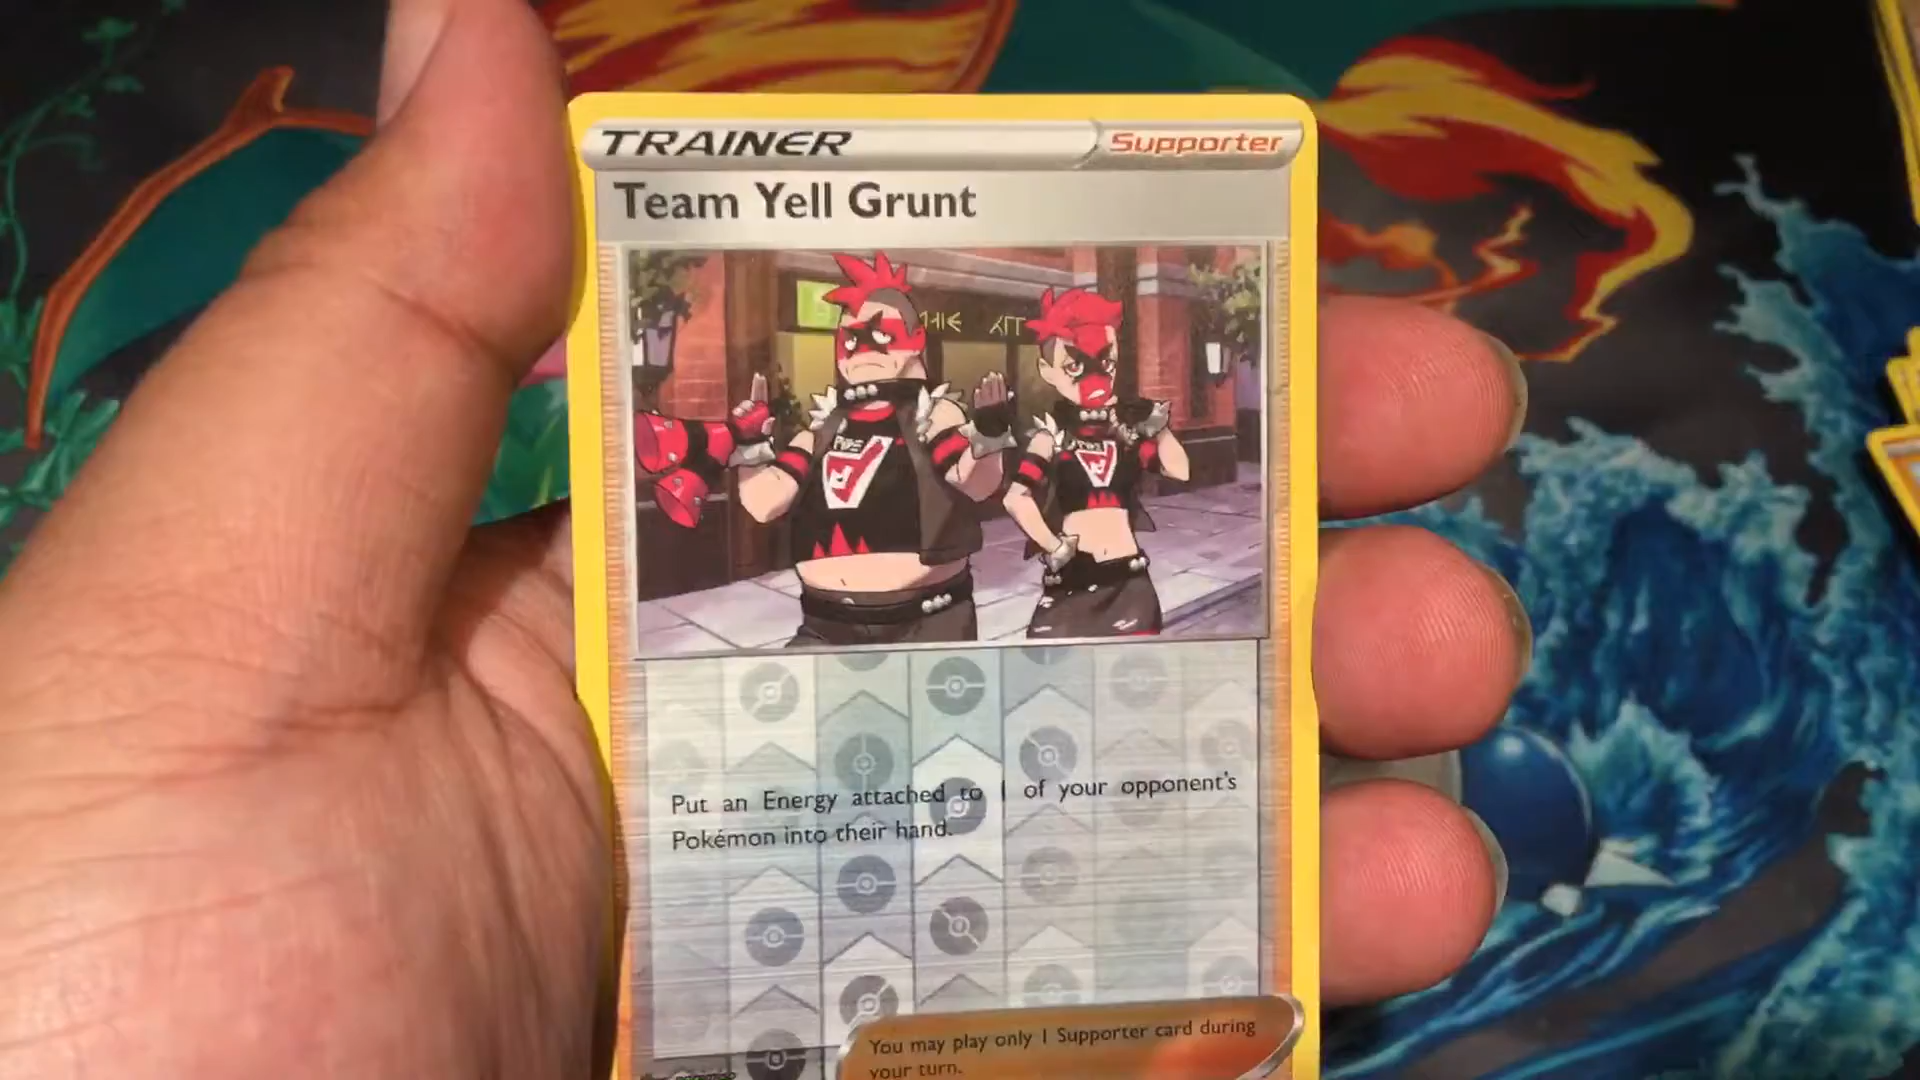 TRAINER Supporter
Team Yell Grunt
Put an Energy attached to 1 of your opponent's
Pokémon into their hand.
You may play only 1 Supporter card during
your turn.